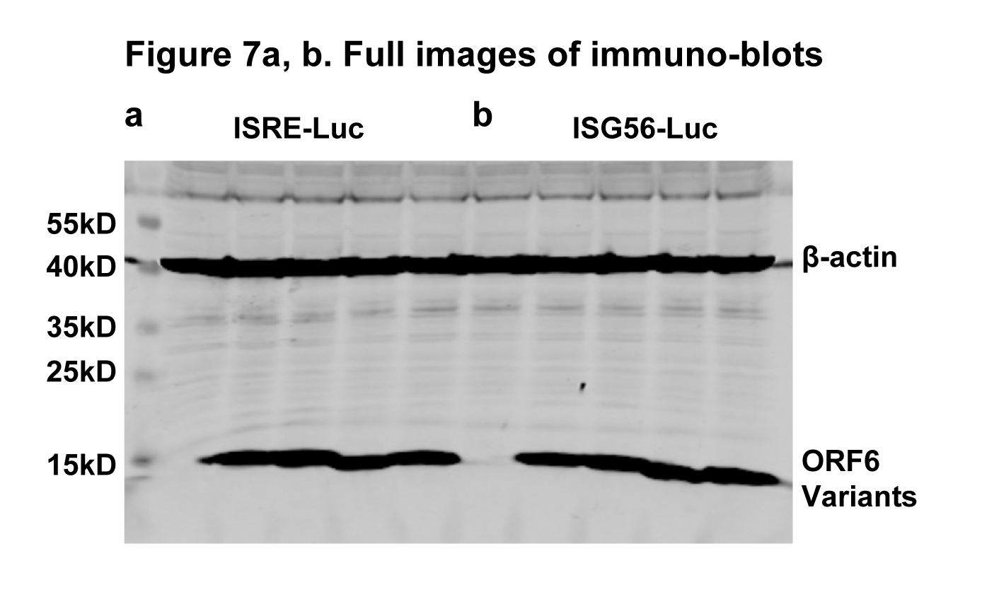 Figure 7a, b. Full images of immuno-blots
a
b
ISRE-Luc
ISG56-Luc
55kD
40kD
35kD
25kD
15kD
β-actin
ORF6
Variants